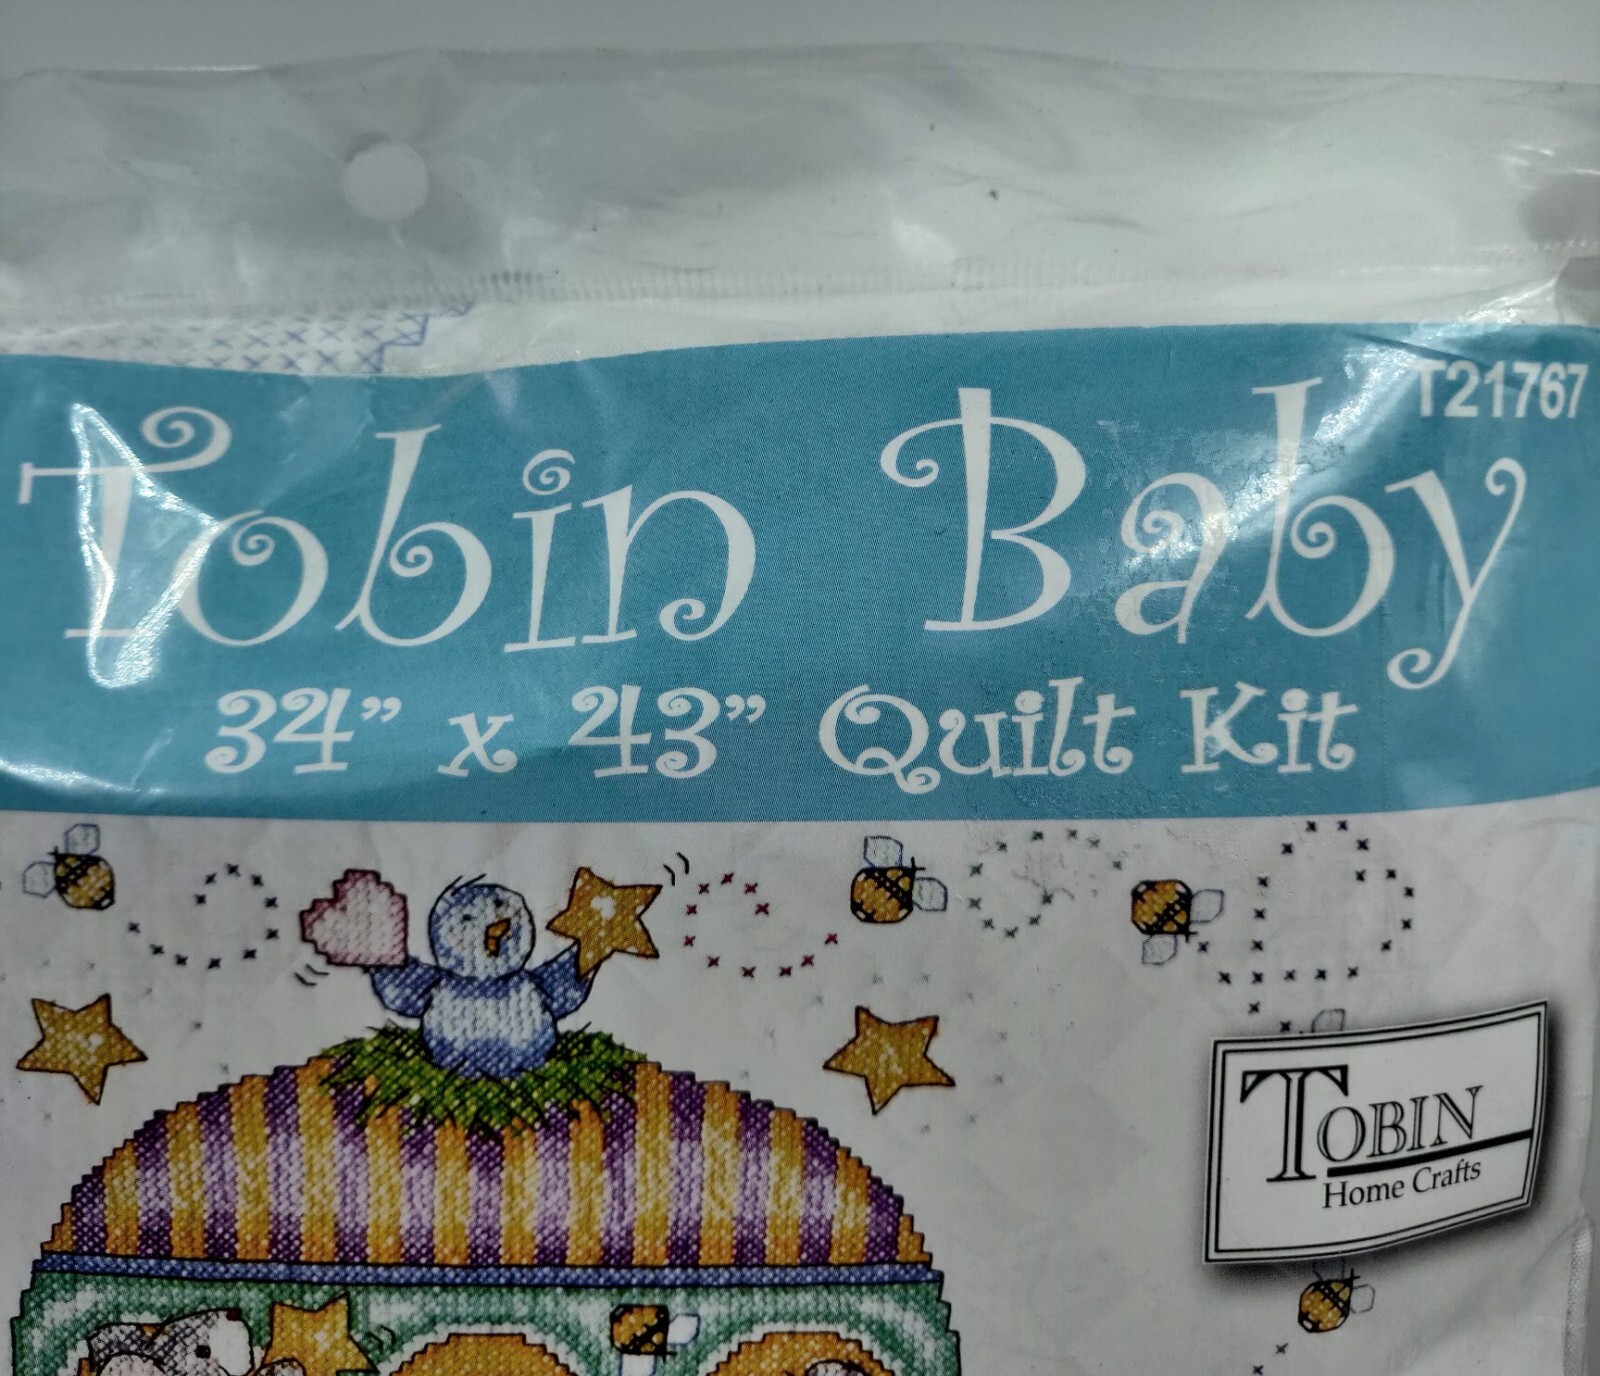 T21767
Tobin Baby
34” x 43” Quilt Kit
TOBIN
Home Crafts